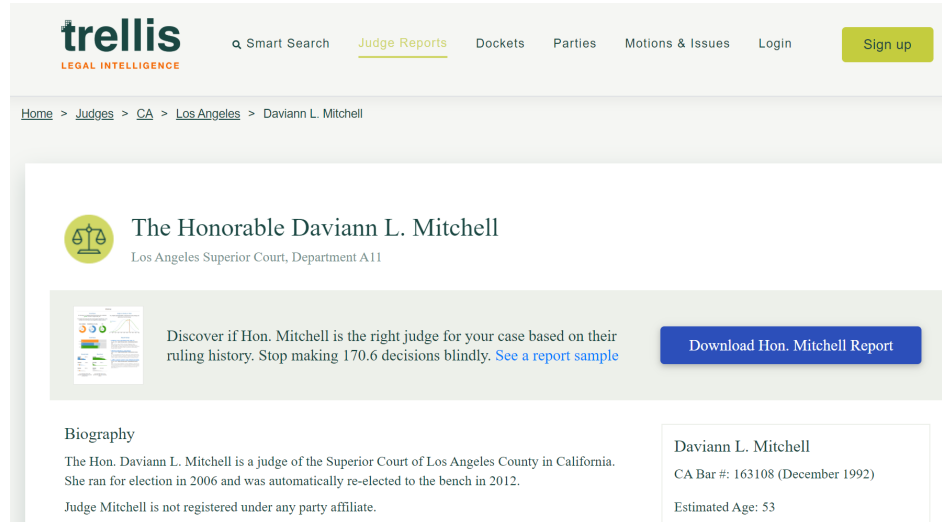 trellis
LEGAL INTELLIGENCE
Smart Search Judge Reports Dockets Parties Motions & Issues Login Sign up
Home > Judges > CA > Los Angeles > Daviann L. Mitchell
The Honorable Daviann L. Mitchell
Los Angeles Superior Court, Department A11
Discover if Hon. Mitchell is the right judge for your case based on their
ruling history. Stop making 170.6 decisions blindly. See a report sample
Download Hon. Mitchell Report
Biography
The Hon. Daviann L. Mitchell is a judge of the Superior Court of Los Angeles County in California.
She ran for election in 2006 and was automatically re-elected to the bench in 2012.
Judge Mitchell is not registered under any party affiliate.
Daviann L. Mitchell
CA Bar #: 163108 (December 1992)
Estimated Age: 53